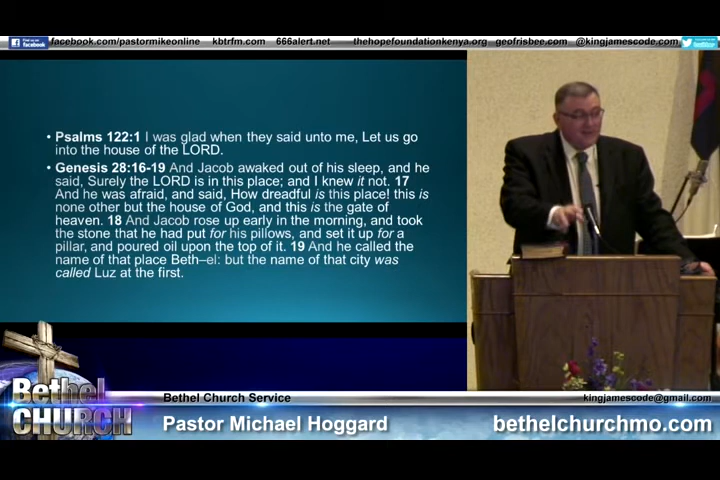 facebook.com/pastormikeonline kbtrfm.com 666alert.net thehopefoundationkenya.org geofrisbee.com @kingjamescode.com
• Psalms 122:1 I was glad when they said unto me, Let us go
into the house of the LORD.
• Genesis 28:16-19 And Jacob awaked out of his sleep, and he
said, Surely the LORD is in this place; and I knew it not. 17
And he was afraid, and said, How dreadful is this place! this is
none other but the house of God, and this is the gate of
heaven. 18 And Jacob rose up early in the morning, and took
the stone that he had put for his pillows, and set it up for a
pillar, and poured oil upon the top of it. 19 And he called the
name of that place Beth–el: but the name of that city was
called Luz at the first.
Bethel
CHURCH
Bethel Church Service
kingjamescode@gmail.com
Pastor Michael Hoggard
bethelchurchmo.com